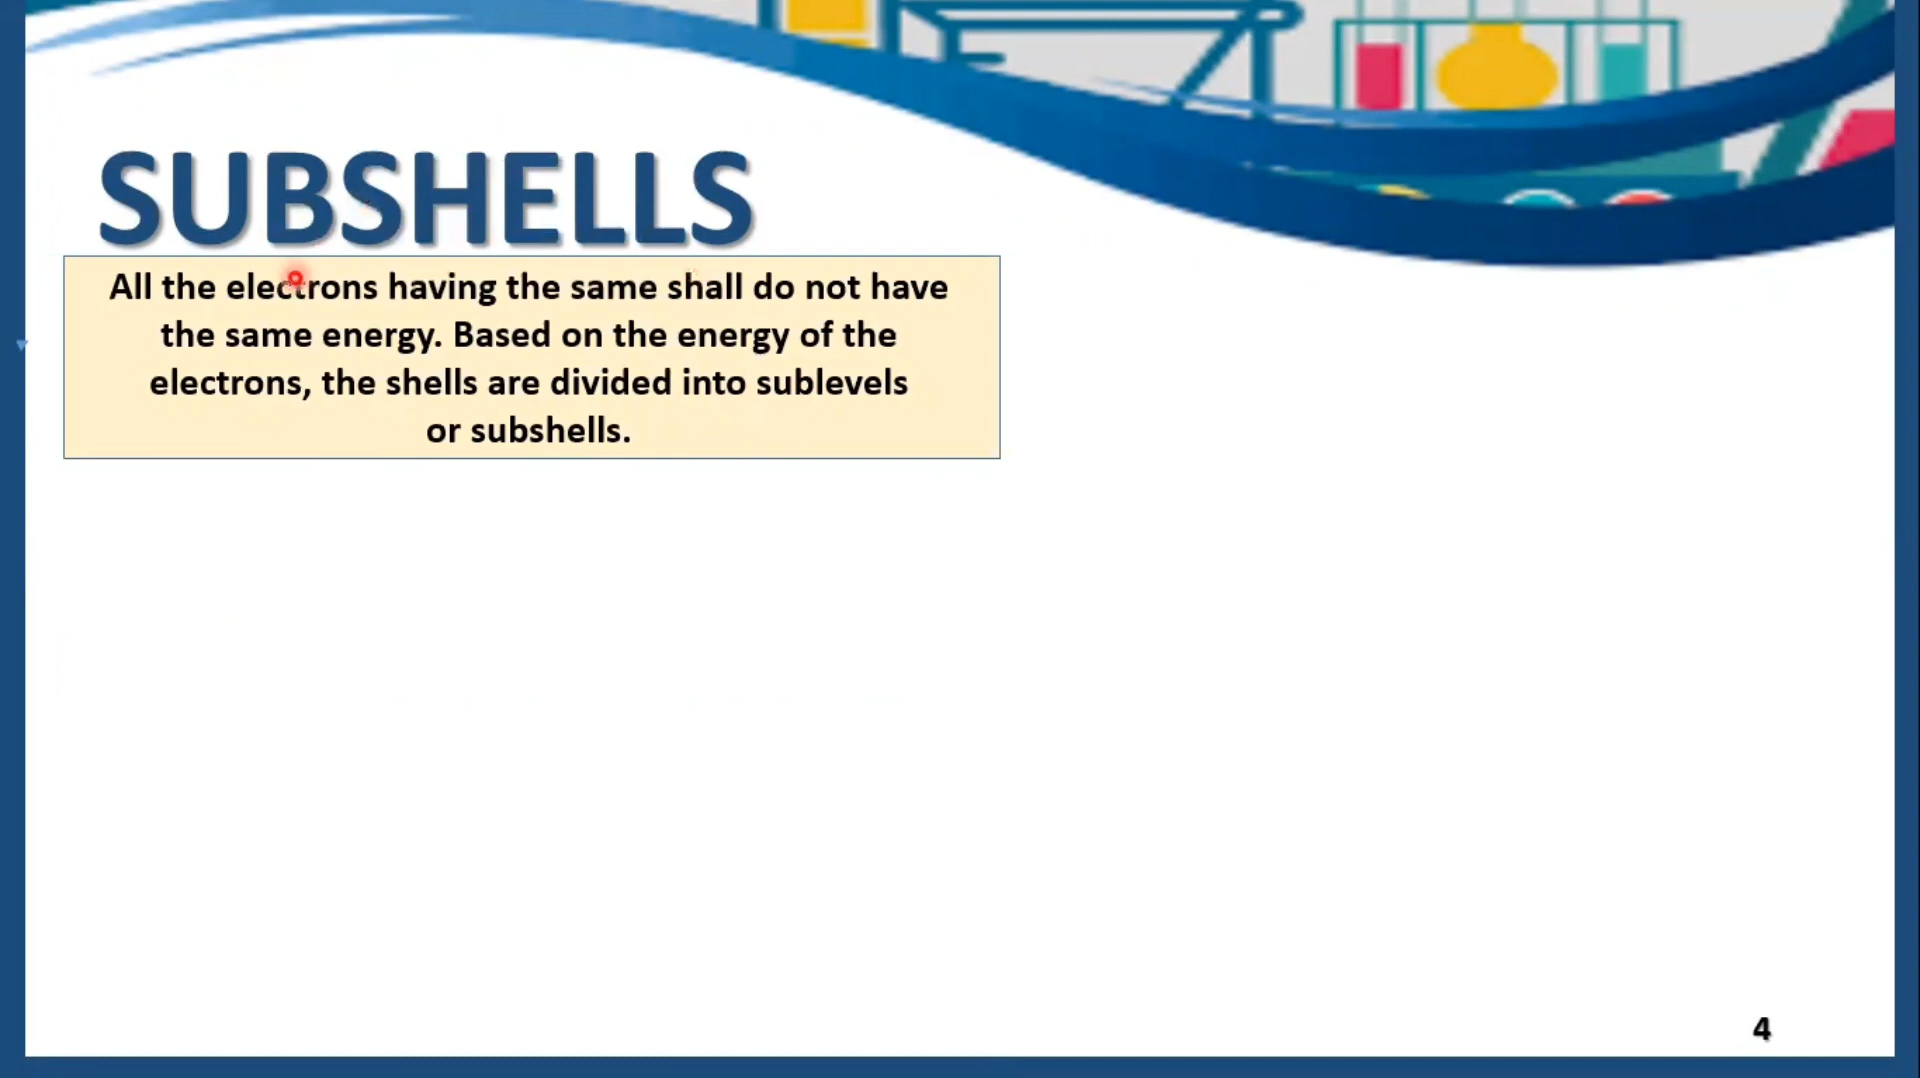 SUBSHELLS
All the electrons having the same shall do not have
the same energy. Based on the energy of the
electrons, the shells are divided into sublevels
or subshells.
4